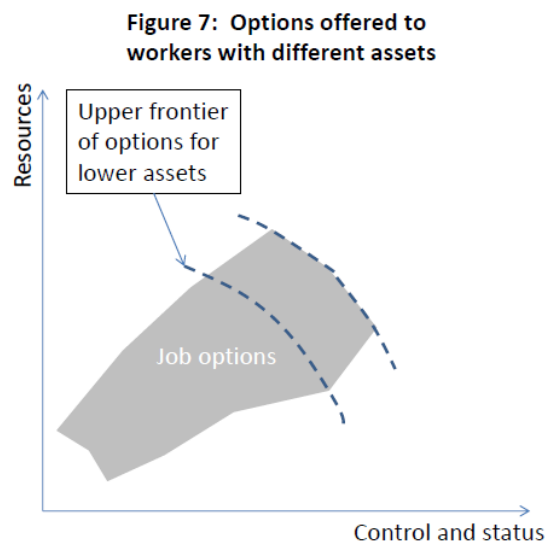 Figure 7: Options offered to
workers with different assets
Resources
Upper frontier
of options for
lower assets
Job options
Control and status